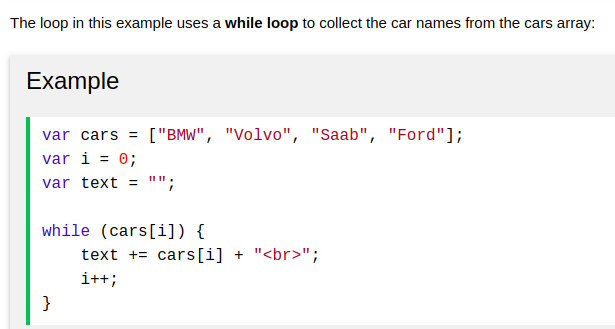 The loop in this example uses a while loop to collect the car names from the cars array:
Example
var cars = ["BMW", "Volvo", "Saab", "Ford"];
var i = 0;
var text = "";
while (cars[i]) {
    text += cars[i] + "<br>";
    i++;
}